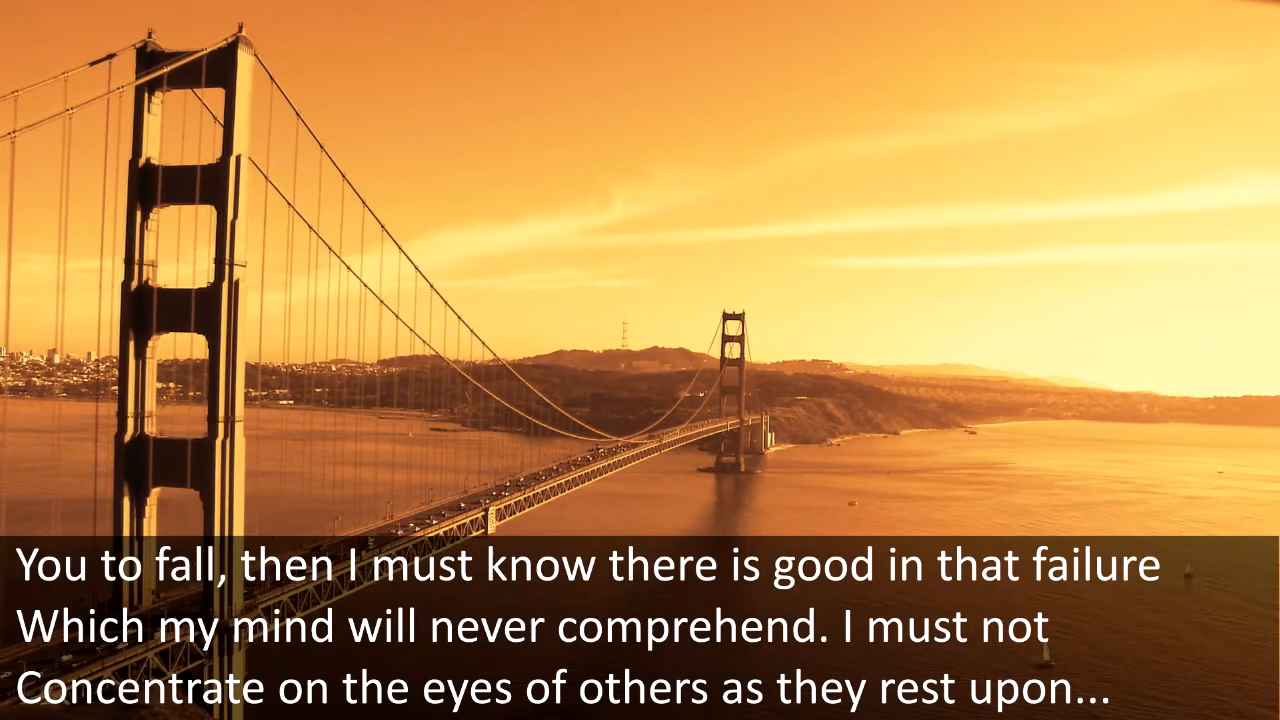 You to fall, then I must know there is good in that failure
Which my mind will never comprehend. I must not
Concentrate on the eyes of others as they rest upon...